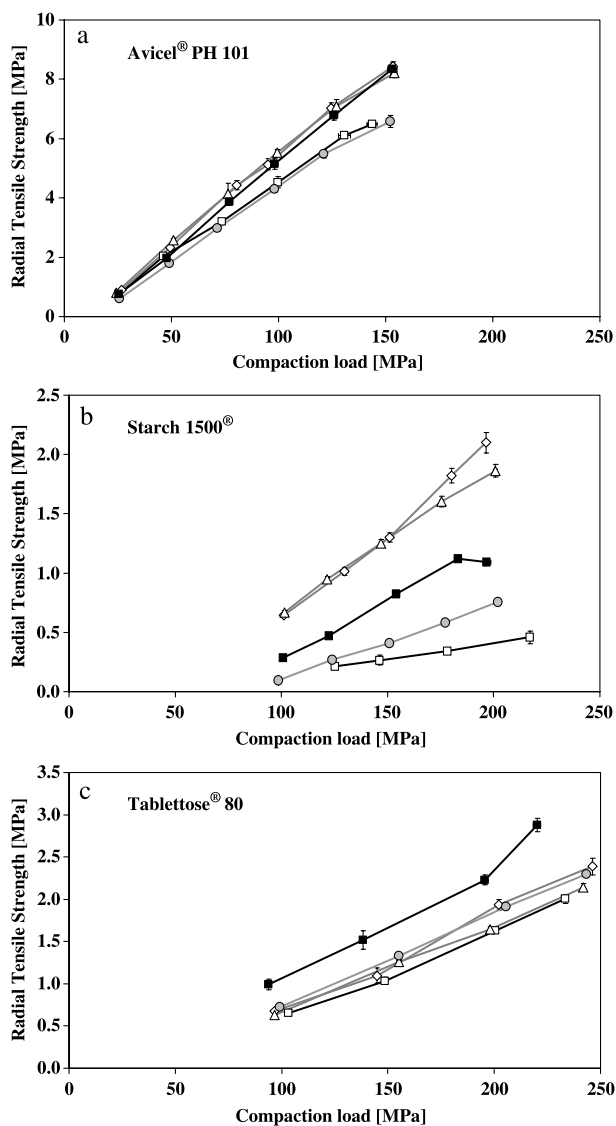 a
Avicel® PH 101
Radial Tensile Strength [MPa]
10
8
6
4
2
0
0 50 100 150 200 250
Compaction load [MPa]
b
Starch 1500®
Radial Tensile Strength [MPa]
2.5
2.0
1.5
1.0
0.5
0.0
0 50 100 150 200 250
Compaction load [MPa]
c
Tablettose® 80
Radial Tensile Strength [MPa]
3.5
3.0
2.5
2.0
1.5
1.0
0.5
0.0
0 50 100 150 200 250
Compaction load [MPa]